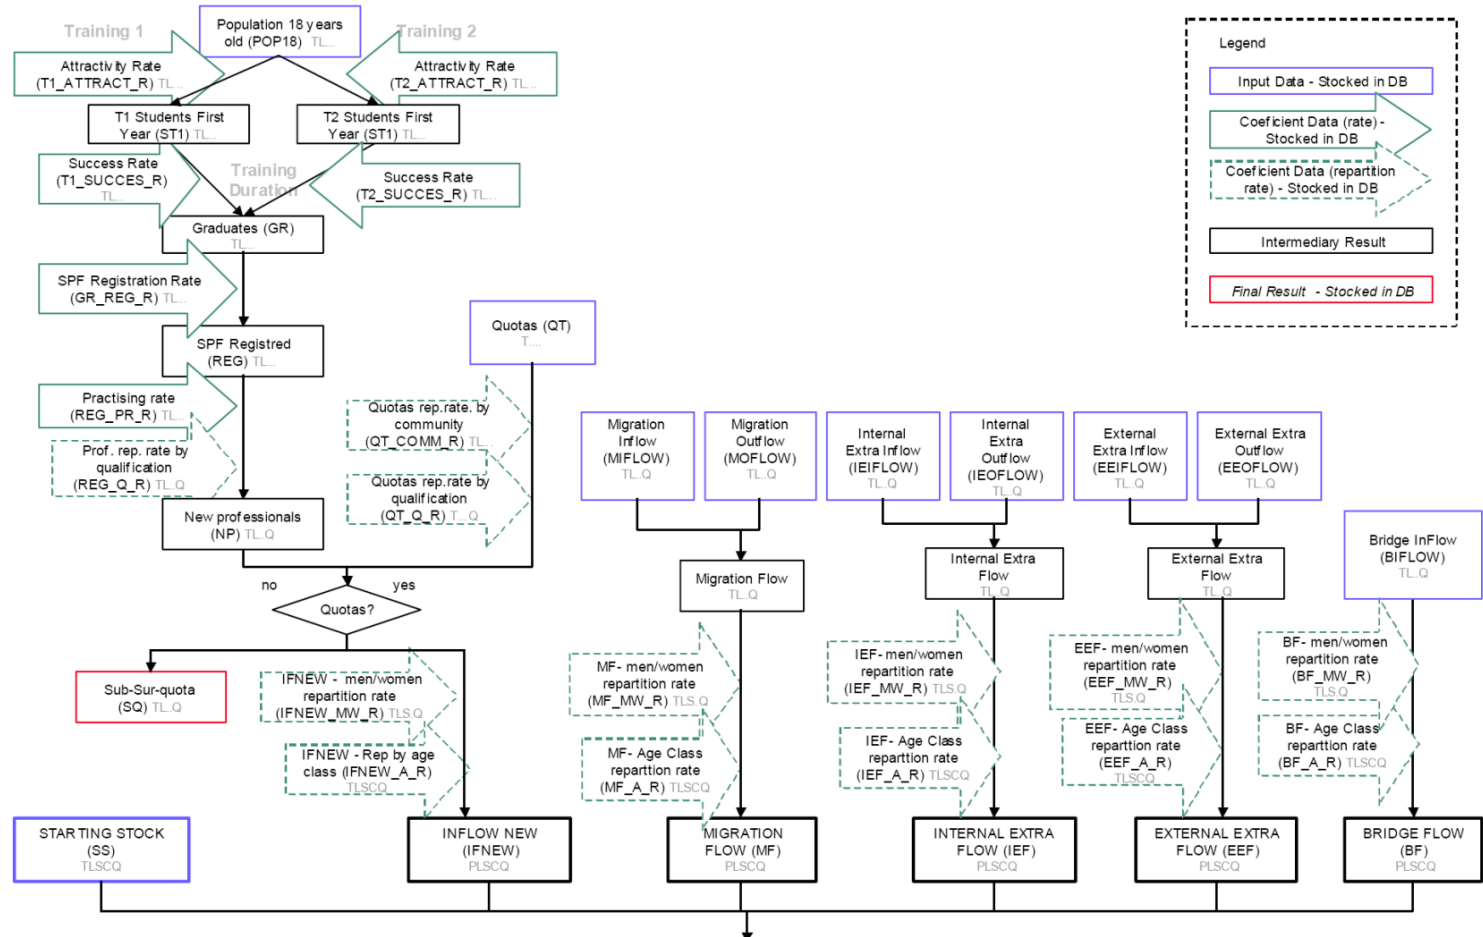 Training 1
Population 18 years
old (POP18) TL...
Training 2
Attractivity Rate
(T1_ATTRACT_R) TL...
Attractivity Rate
(T2_ATTRACT_R) TL...
T1 Students First
Year (ST1) TL...
T2 Students First
Year (ST1) TL...
Success Rate
(T1_SUCCES_R)
TL...
Training
Duration
Success Rate
(T2_SUCCES_R) TL...
Graduates (GR)
TL...
SPF Registration Rate
(GR_REG_R) TL...
SPF Registred
(REG) TL...
Practising rate
(REG_PR_R) TL...
Prof. rep. rate by
qualification
(REG_Q_R) TL..Q
New professionals
(NP) TL..Q
Quotas (QT)
T....
Quotas rep.rate. by
community
(QT_COMM_R) TL...
Quotas rep.rate by
qualification
(QT_Q_R) T...Q
no
yes
Quotas?
Sub-Sur-quota
(SQ) TL..Q
IFNEW - men/women
repartition rate
(IFNEW_MW_R) TLS.Q
IFNEW - Rep by age
class (IFNEW_A_R)
TLSCQ
Migration
Inflow
(MIFLOW)
TL..Q
Migration
Outflow
(MOFLOW)
TL..Q
Internal
Extra Inflow
(IEIFLOW)
TL..Q
Internal
Extra
Outflow
(IEOFLOW)
TL..Q
External
Extra Inflow
(EEIFLOW)
TL..Q
External Extra
Outflow
(EEOFLOW)
TL..Q
Migration Flow
TL..Q
Internal Extra
Flow
TL..Q
External Extra
Flow
TL..Q
Bridge InFlow
(BIFLOW)
TL..Q
MF- men/women
repartition rate
(MF_MW_R) TLS.Q
MF- Age Class
reparttion rate
(MF_A_R) TLSCQ
IEF- men/women
repartition rate
(IEF_MW_R) TLS.Q
IEF- Age Class
repartition rate
(IEF_A_R) TLSCQ
EEF- men/women
repartition rate
(EEF_MW_R)
TLS.Q
EEF- Age Class
repartition rate
(EEF_A_R)
TLSCQ
BF- men/women
repartition rate
(BF_MW_R)
TLS.Q
BF- Age Class
repartition rate
(BF_A_R) TLSCQ
STARTING STOCK
(SS)
TLSCQ
INFLOW NEW
(IFNEW)
PLSCQ
MIGRATION
FLOW (MF)
PLSCQ
INTERNAL EXTRA
FLOW (IEF)
PLSCQ
EXTERNAL EXTRA
FLOW (EEF)
PLSCQ
BRIDGE FLOW
(BF)
PLSCQ
Legend
Input Data - Stocked in DB
Coeficient Data (rate) -
Stocked in DB
Coeficient Data (repartition
rate) - Stocked in DB
Intermediary Result
Final Result - Stocked in DB